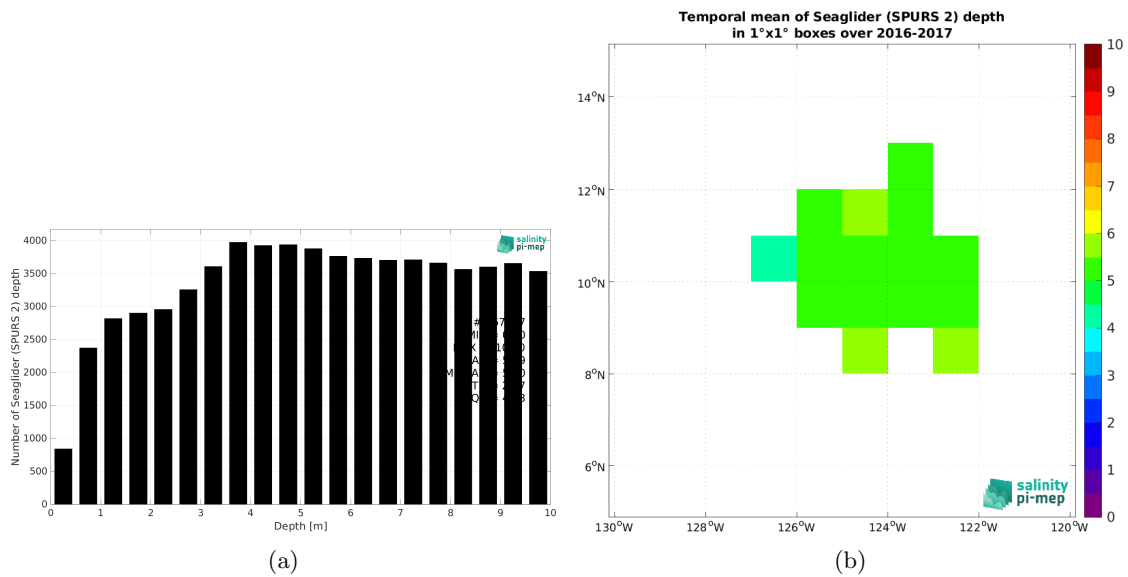 Temporal mean of Seaglider (SPURS 2) depth
in 1°x1° boxes over 2016-2017
Number of Seaglider (SPURS 2) depth
4000
3500
3000
2500
2000
1500
1000
500
0
salinity
pi-mep
0 1 2 3 4 5 6 7 8 9 10
Depth [m]
(a)
14°N
12°N
10°N
8°N
6°N
130°W 128°W 126°W 124°W 122°W 120°W
10
9
8
7
6
5
4
3
2
1
0
salinity
pi-mep
(b)